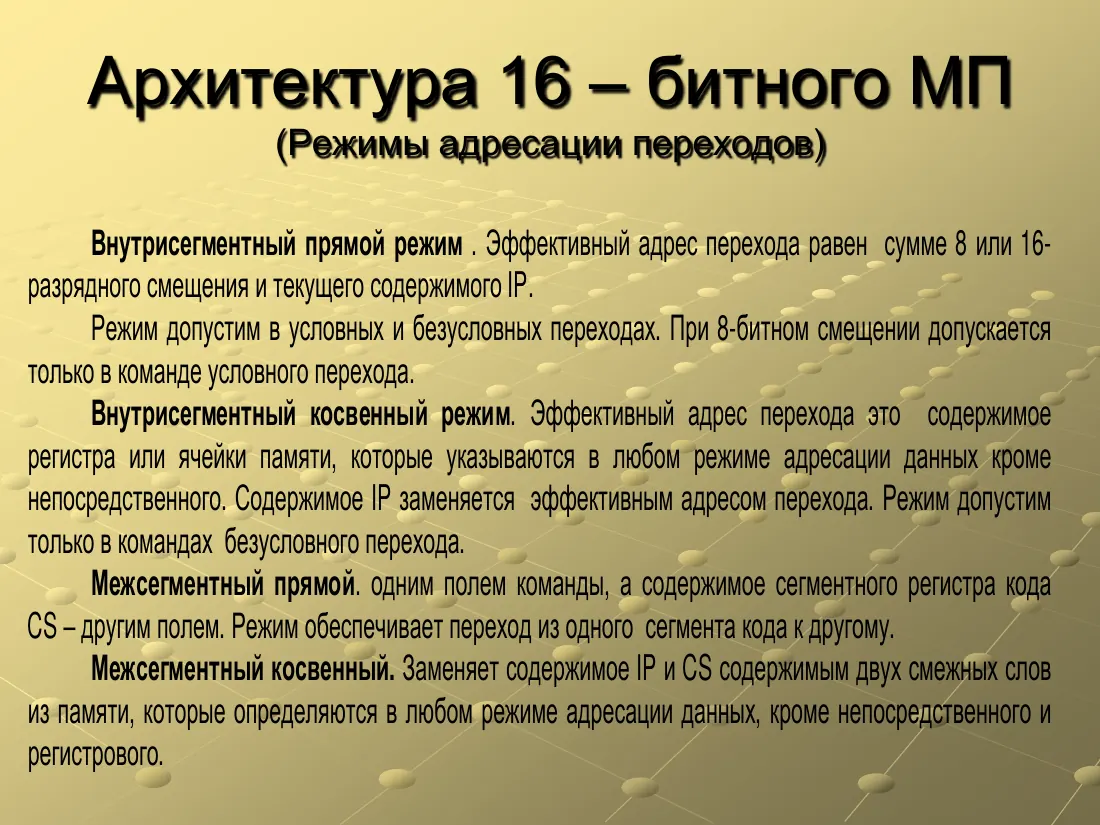 Архитектура 16 – битного МП
(Режимы адресации переходов)
Внутрисегментный прямой режим . Эффективный адрес перехода равен сумме 8 или 16-
разрядного смещения и текущего содержимого IP.
Режим допустим в условных и безусловных переходах. При 8-битном смещении допускается
только в команде условного перехода.
Внутрисегментный косвенный режим. Эффективный адрес перехода это содержимое
регистра или ячейки памяти, которые указываются в любом режиме адресации данных кроме
непосредственного. Содержимое IP заменяется эффективным адресом перехода. Режим допустим
только в командах безусловного перехода.
Межсегментный прямой. одним полем команды, а содержимое сегментного регистра кода
CS – другим полем. Режим обеспечивает переход из одного сегмента кода к другому.
Межсегментный косвенный. Заменяет содержимое IP и CS содержимым двух смежных слов
из памяти, которые определяются в любом режиме адресации данных, кроме непосредственного и
регистрового.